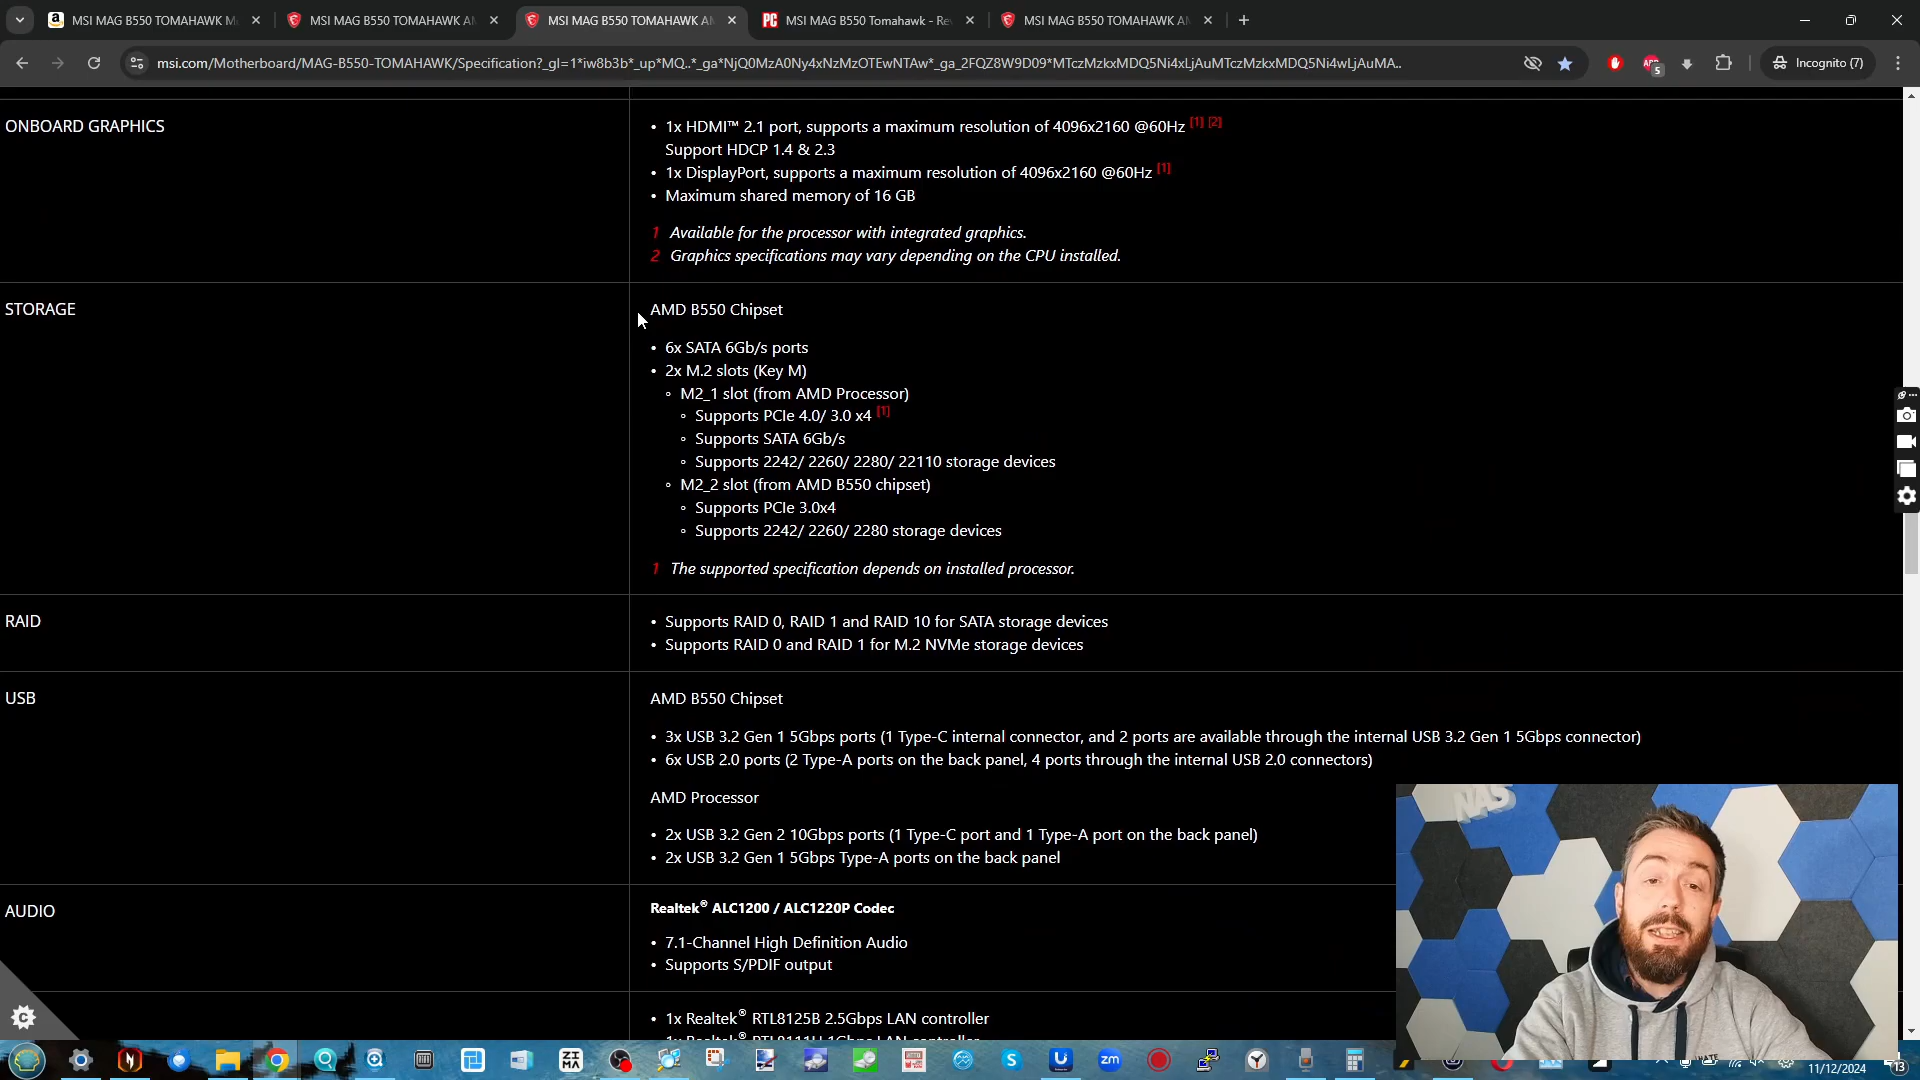 MSI MAG B550 TOMAHAWK M
MSI MAG B550 TOMAHAWK AM
MSI MAG B550 TOMAHAWK AM
MSI MAG B550 Tomahawk - Re
MSI MAG B550 TOMAHAWK AM
msi.com/Motherboard/MAG-B550-TOMAHAWK/Specification?_gl=1*iw8b3b*_up*MQ..*_ga*NjQ0MzA0Ny4xNzMzOTEwNTAw*_ga_2FQZ8W9D09*MTczMzkxMDQ5Ni4xLjAuMTczMzkxMDQ5Ni4wLjAuMA..
5
Incognito (7)
ONBOARD GRAPHICS
• 1x HDMI™ 2.1 port, supports a maximum resolution of 4096x2160 @60Hz [1] [2]
Support HDCP 1.4 & 2.3
• 1x DisplayPort, supports a maximum resolution of 4096x2160 @60Hz [1]
• Maximum shared memory of 16 GB
1 Available for the processor with integrated graphics.
2 Graphics specifications may vary depending on the CPU installed.
STORAGE
AMD B550 Chipset
• 6x SATA 6Gb/s ports
• 2x M.2 slots (Key M)
◦ M2_1 slot (from AMD Processor)
◦ Supports PCIe 4.0/ 3.0 x4 [1]
◦ Supports SATA 6Gb/s
◦ Supports 2242/ 2260/ 2280/ 22110 storage devices
◦ M2_2 slot (from AMD B550 chipset)
◦ Supports PCIe 3.0x4
◦ Supports 2242/ 2260/ 2280 storage devices
1 The supported specification depends on installed processor.
RAID
• Supports RAID 0, RAID 1 and RAID 10 for SATA storage devices
• Supports RAID 0 and RAID 1 for M.2 NVMe storage devices
USB
AMD B550 Chipset
• 3x USB 3.2 Gen 1 5Gbps ports (1 Type-C internal connector, and 2 ports are available through the internal USB 3.2 Gen 1 5Gbps connector)
• 6x USB 2.0 ports (2 Type-A ports on the back panel, 4 ports through the internal USB 2.0 connectors)
AMD Processor
• 2x USB 3.2 Gen 2 10Gbps ports (1 Type-C port and 1 Type-A port on the back panel)
• 2x USB 3.2 Gen 1 5Gbps Type-A ports on the back panel
NAS
AUDIO
Realtek® ALC1200 / ALC1220P Codec
• 7.1-Channel High Definition Audio
• Supports S/PDIF output
• 1x Realtek® RTL8125B 2.5Gbps LAN controller
• 1x Realtek® RTL8111H 1Gbps LAN controller
ZIMA
zm
11/12/2024
13